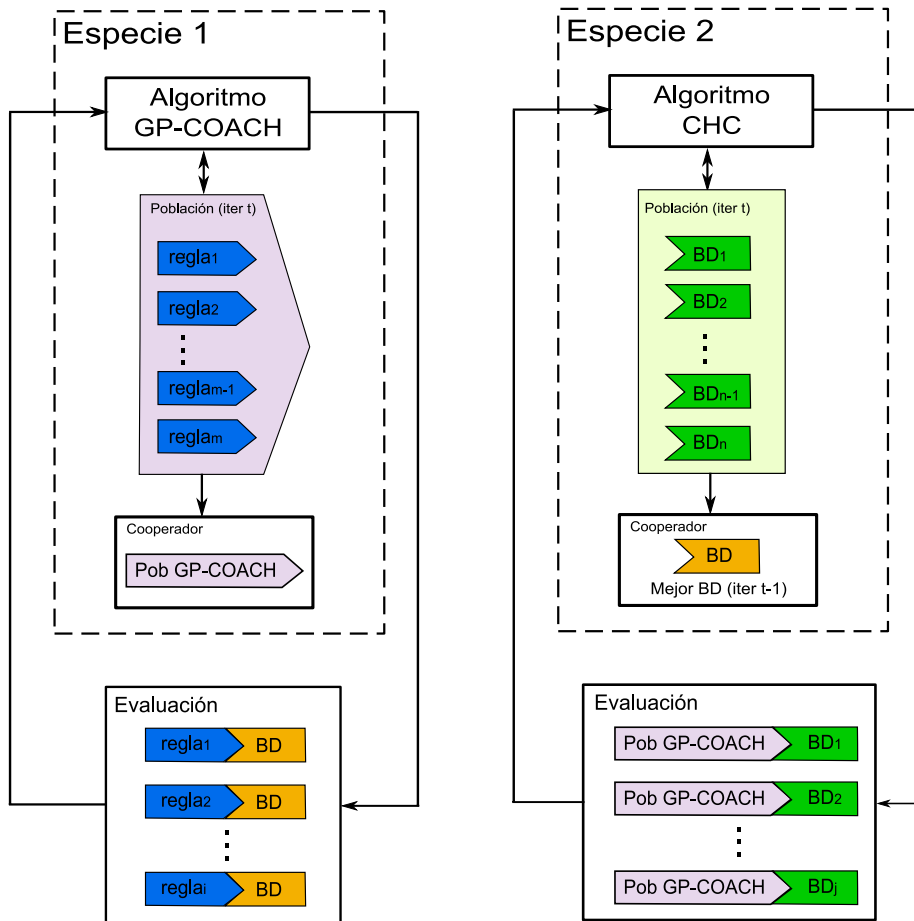 Especie 1
Algoritmo
GP-COACH
Población (iter t)
regla1
regla2
reglam-1
reglam
Cooperador
Pob GP-COACH
Evaluación
regla1 BD
regla2 BD
reglai BD
Especie 2
Algoritmo
CHC
Población (iter t)
BD1
BD2
BDn-1
BDn
Cooperador
BD
Mejor BD (iter t-1)
Evaluación
Pob GP-COACH BD1
Pob GP-COACH BD2
Pob GP-COACH BDj